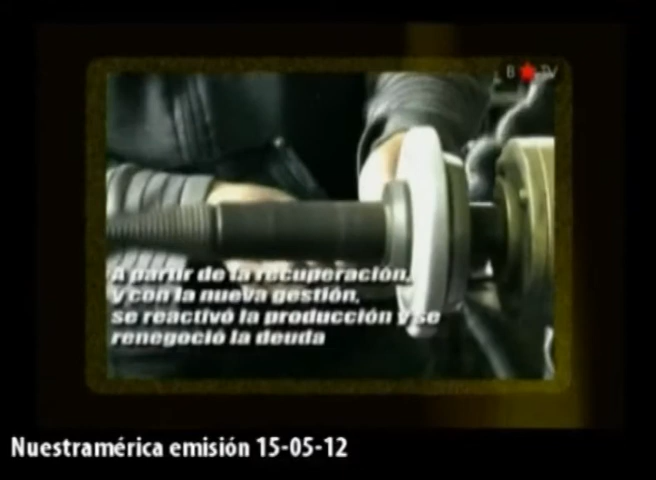 B TV
A partir de la recuperación,
y con la nueva gestión,
se reactivó la producción y se
renegoció la deuda
Nuestramérica emisión 15-05-12